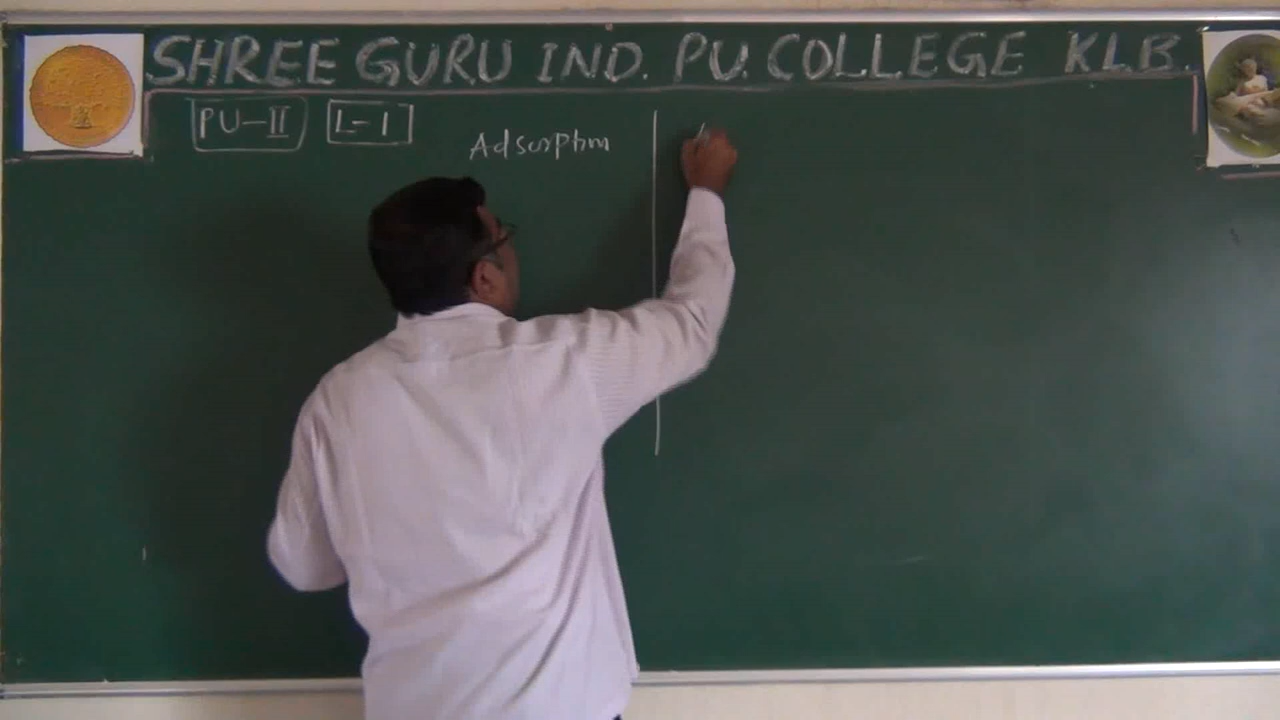 SHREE GURU IND. PU. COLLEGE KLB.
PU-II L-1
Adsorption